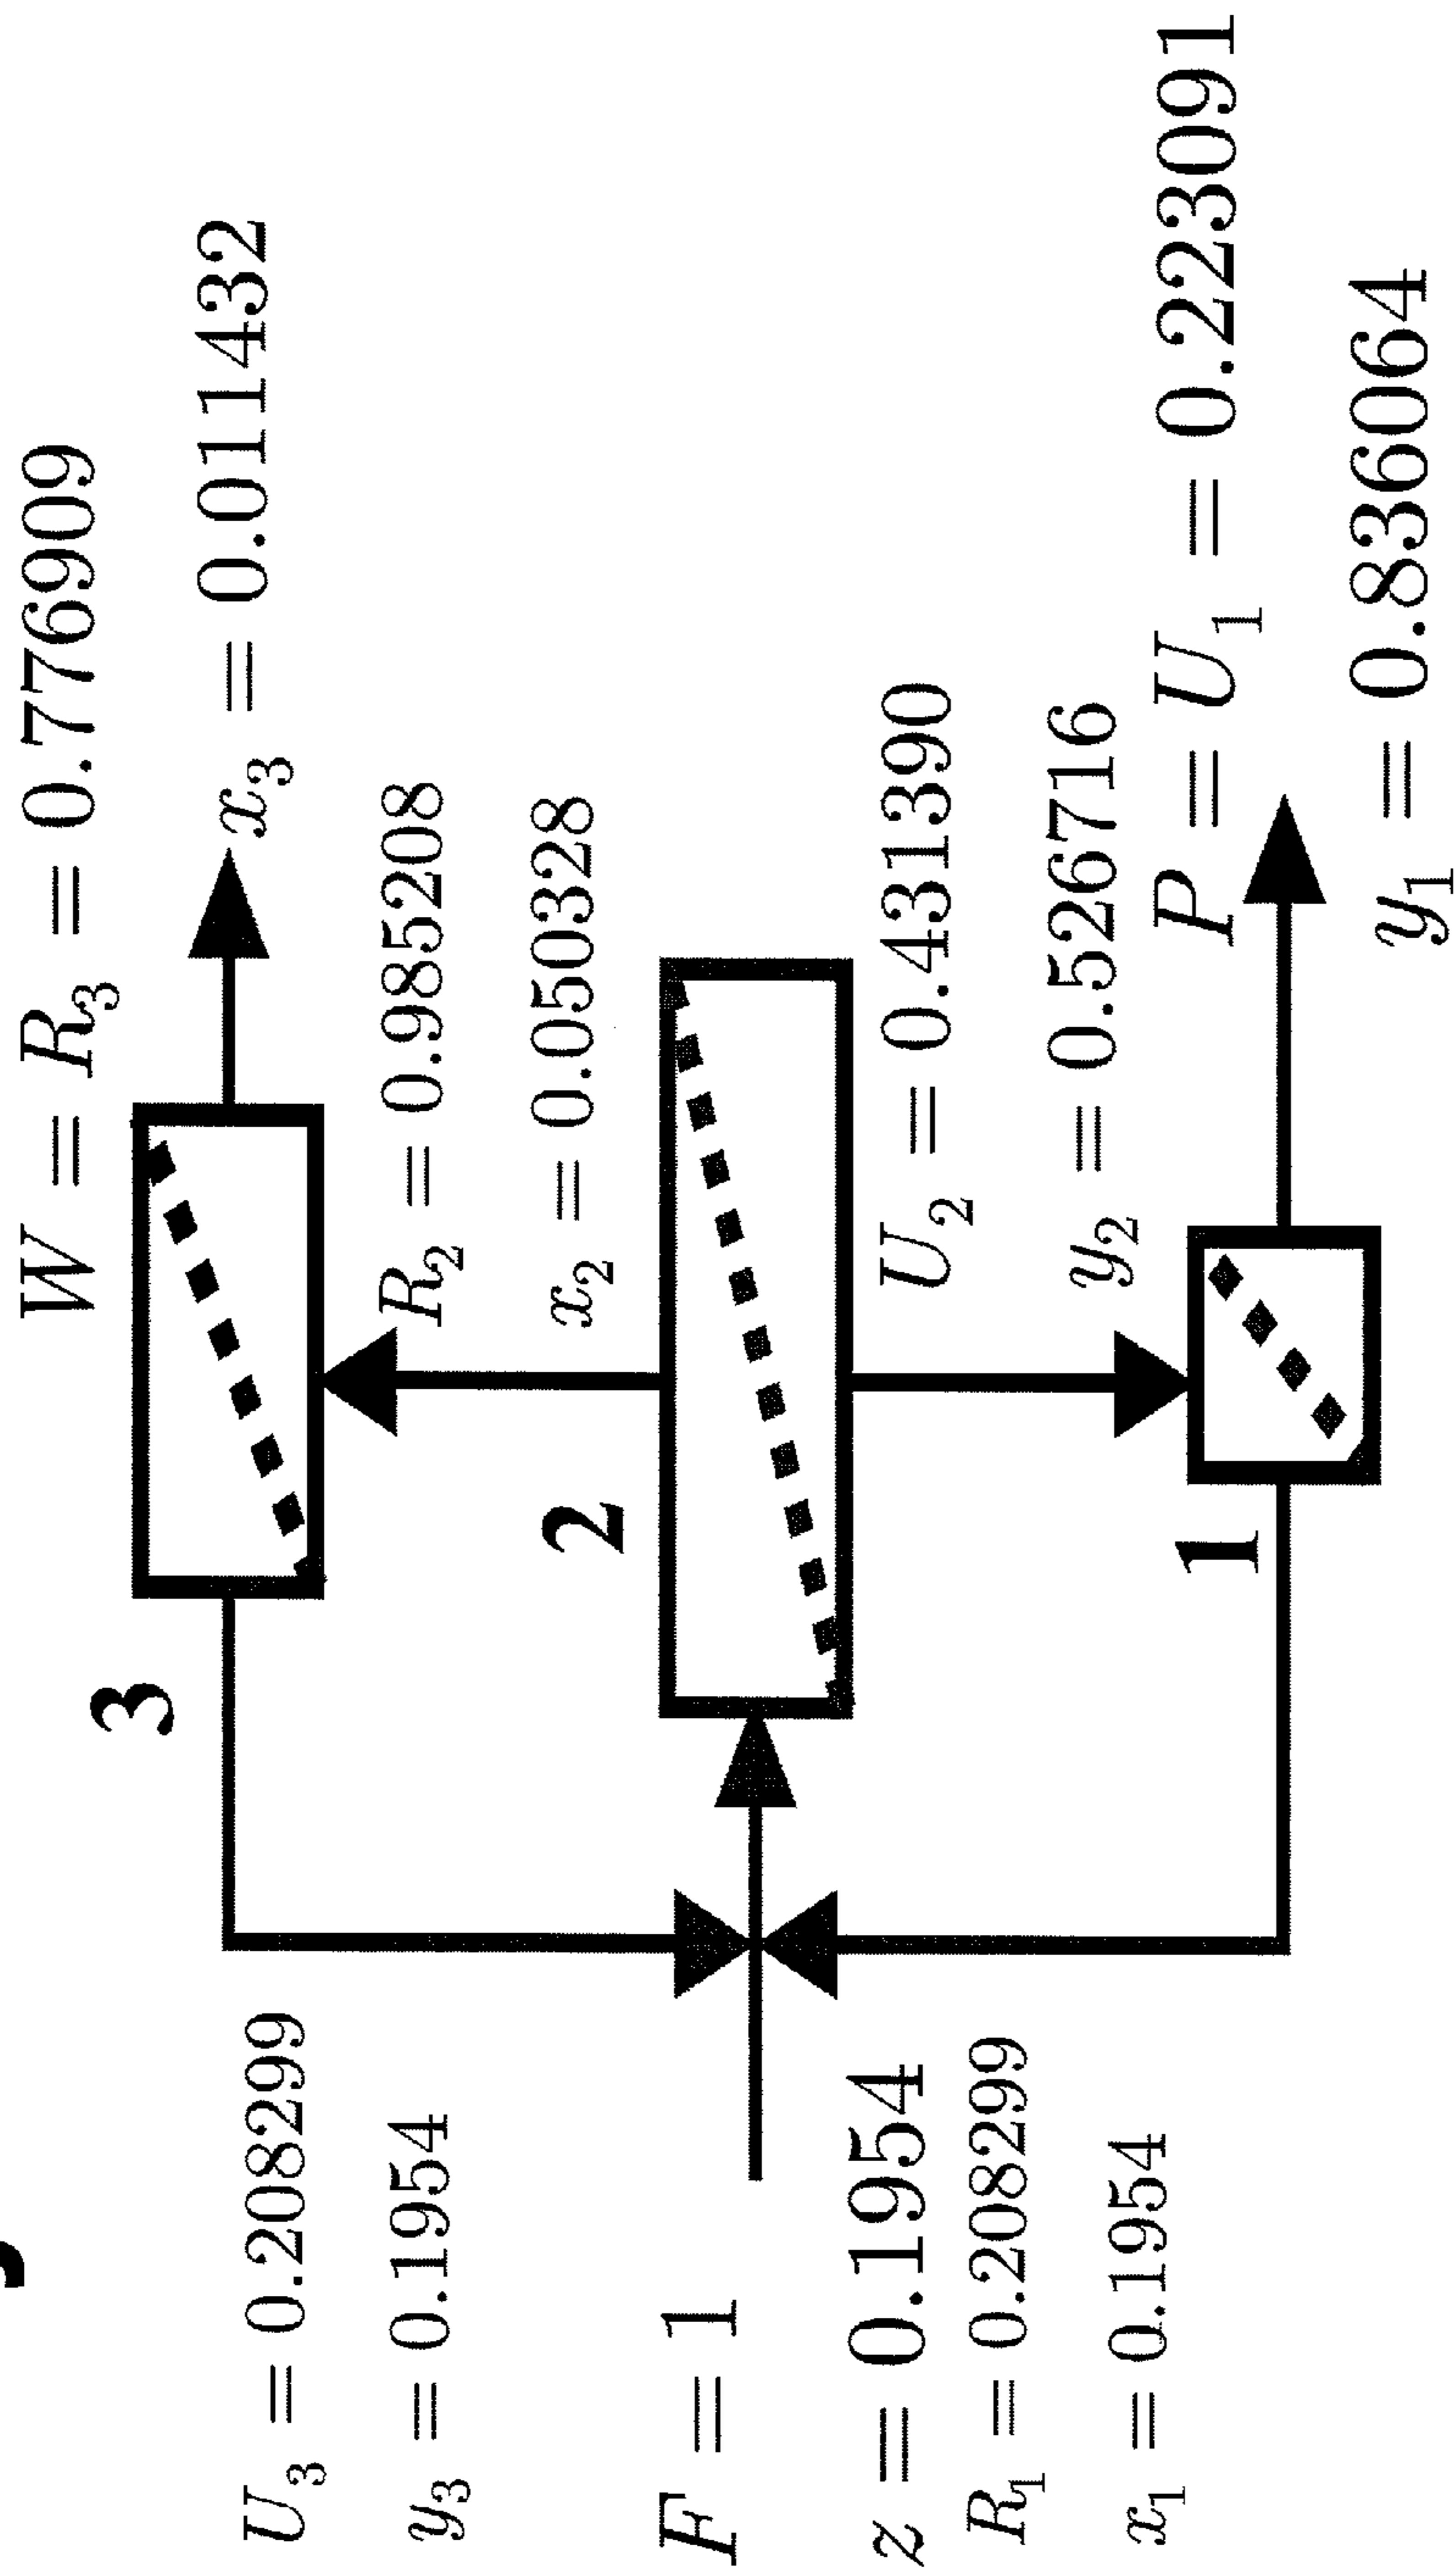 W = R₃ = 0.776909
3
x₃ = 0.011432
U₃ = 0.208299
y₃ = 0.1954
R₂ = 0.985208
x₂ = 0.050328
2
F = 1
z = 0.1954
U₂ = 0.431390
y₂ = 0.526716
R₁ = 0.208299
x₁ = 0.1954
1
P = U₁ = 0.223091
y₁ = 0.836064